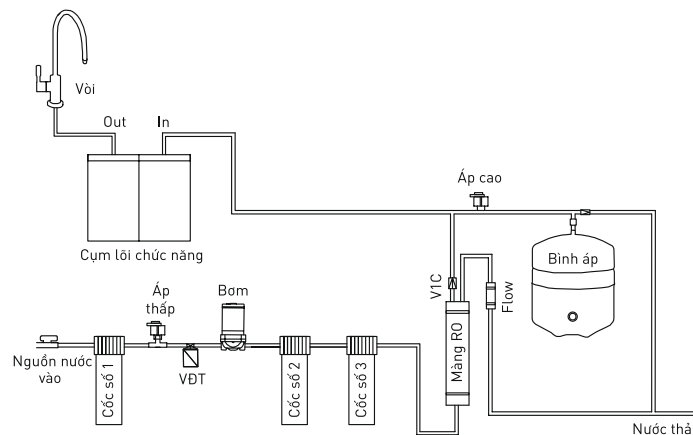 Vòi
Out
In
Cụm lõi chức năng
Áp cao
Bình áp
V1C
Flow
Màng RO
Áp
thấp
Bơm
Nguồn nước
vào
Cốc số 1
VĐT
Cốc số 2
Cốc số 3
Nước thả